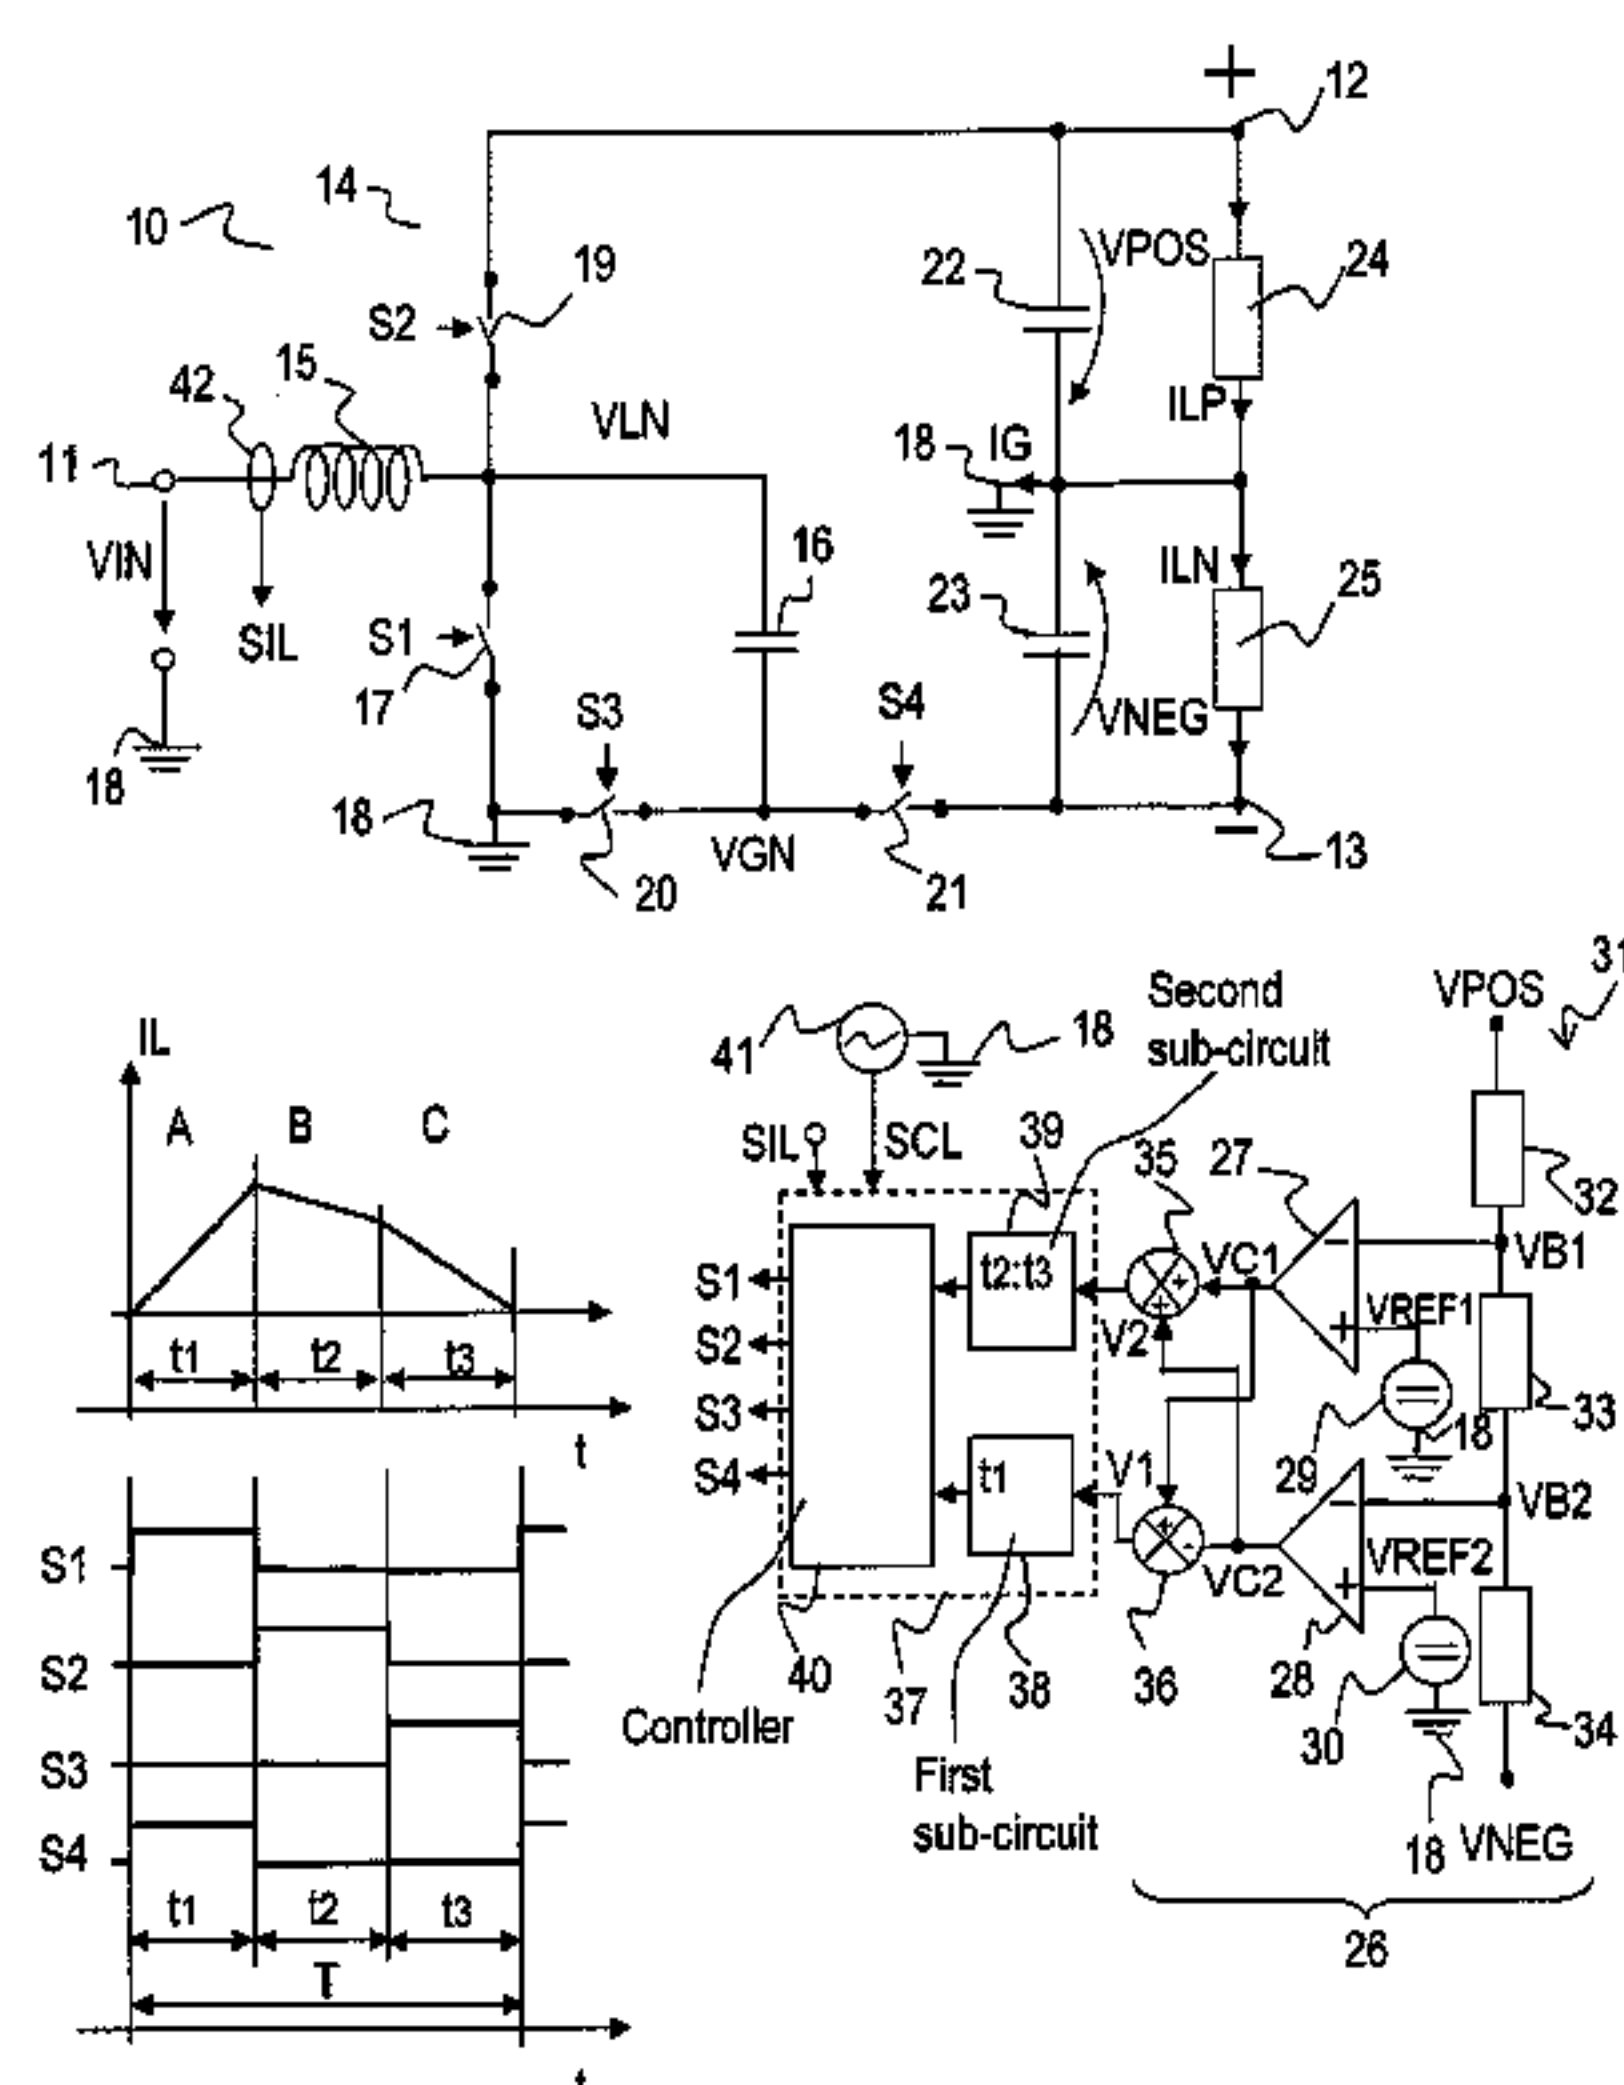 +
12
14
10
19
22
VPOS
24
S2
15
42
VLN
ILP
11
18
IG
VIN
16
ILN
25
SIL
S1
23
17
S3
S4
VNEG
18
18
VGN
20
21
−
13
31
VPOS
Second
sub-circuit
IL
41
18
A
B
C
SIL
SCL
39
35
27
32
VC1
−
VB1
t2:t3
+
+
S1
V2
VREF1
+
S2
t1
t2
t3
33
S3
29
18
t
V1
S4
t1
−
VB2
+
-
VREF2
S1
VC2
+
S2
40
37
38
36
28
30
34
Controller
S3
First
sub-circuit
S4
18
VNEG
t1
t2
t3
26
T